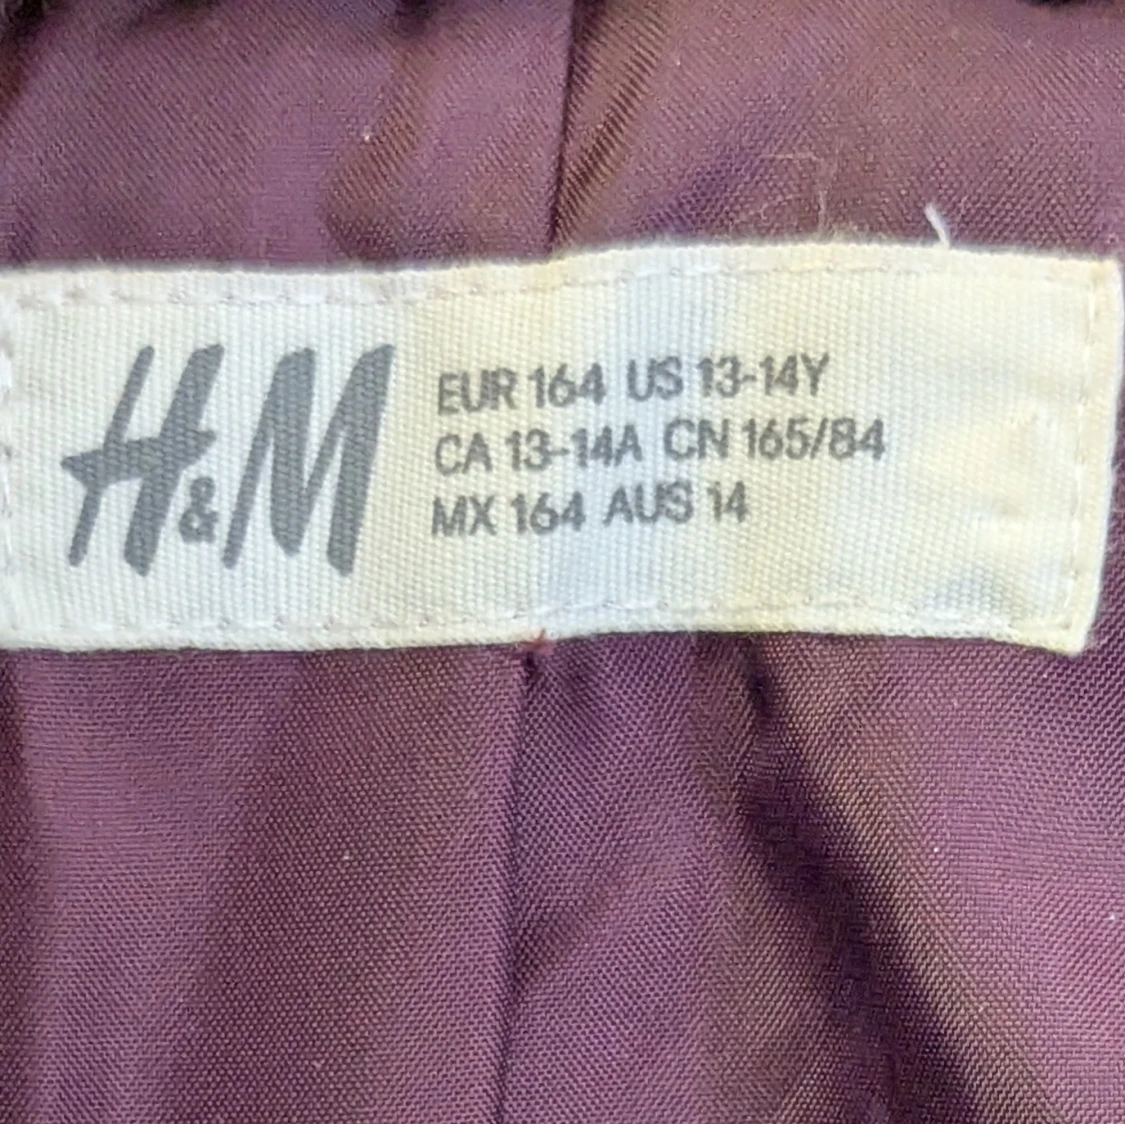 H&M
EUR 164 US 13-14Y
CA 13-14A CN 165/84
MX 164 AUS 14